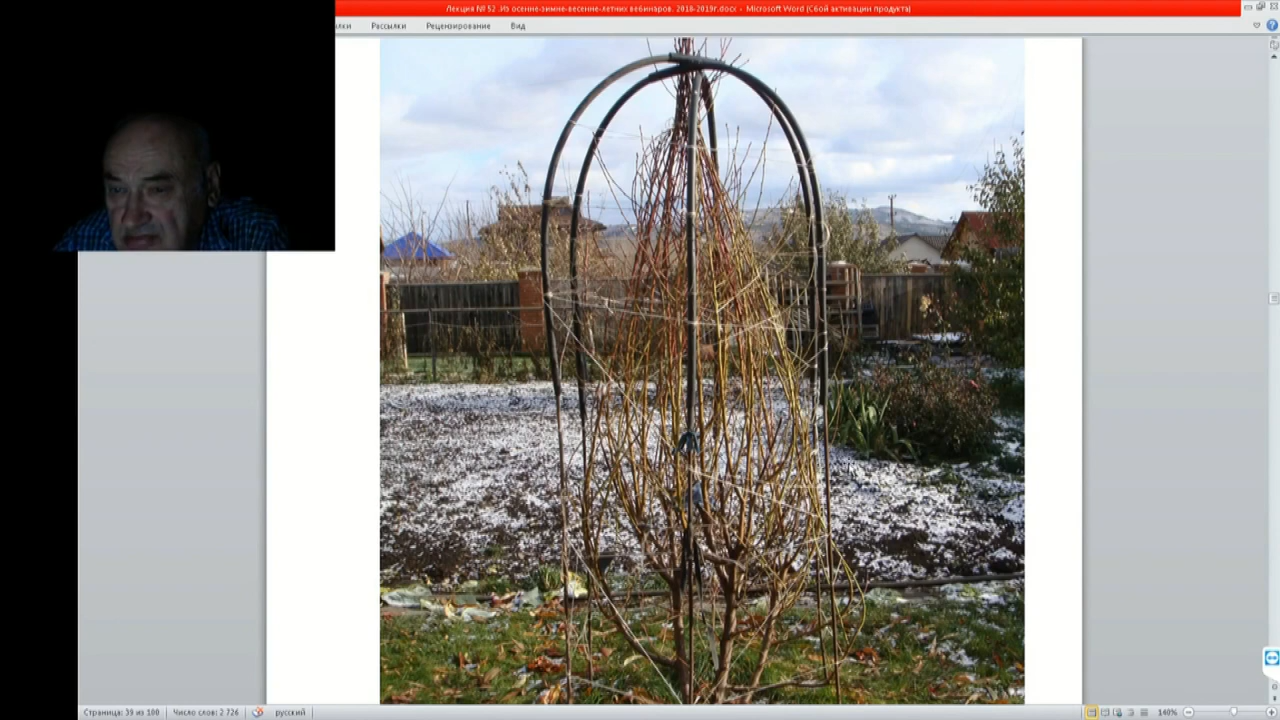 Лекция № 52 .Из осенне-зимне-весенне-летних вебинаров. 2018-2019г.docx - Microsoft Word (Сбой активации продукта)
лки Рассылки Рецензирование Вид
Страница: 39 из 100 Число слов: 2 726 русский 140%